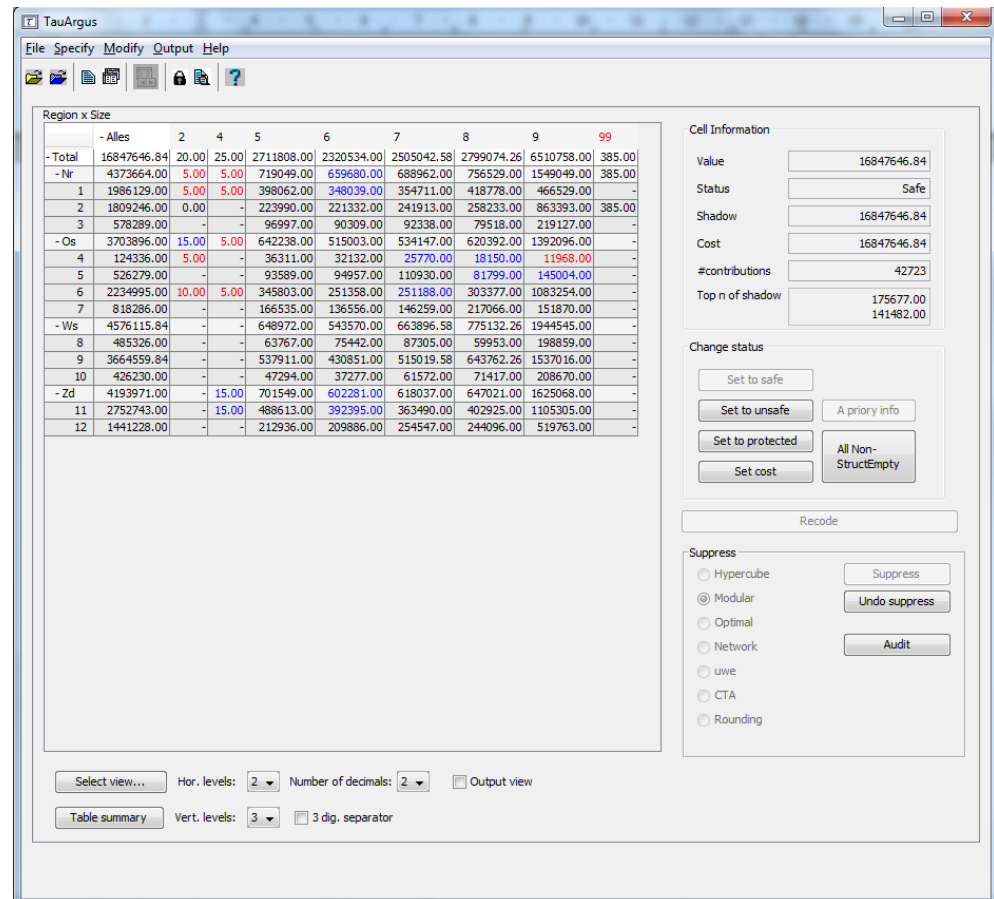 TauArgus
File Specify Modify Output Help
Region x Size
- Alles 2 4 5 6 7 8 9 99
- Total 16847646.84 20.00 25.00 2711808.00 2320534.00 2505042.58 2799074.26 6510758.00 385.00
- Nr 4373664.00 5.00 5.00 719049.00 659680.00 688962.00 756529.00 1549049.00 385.00
1 1986129.00 5.00 5.00 398062.00 348039.00 354711.00 418778.00 466529.00 -
2 1809246.00 0.00 - 223990.00 221332.00 241913.00 258233.00 863393.00 385.00
3 578289.00 - - 96997.00 90309.00 92338.00 79518.00 219127.00 -
- Os 3703896.00 15.00 5.00 642238.00 515003.00 534147.00 620392.00 1392096.00 -
4 124336.00 5.00 - 36311.00 32132.00 25770.00 18150.00 11968.00 -
5 526279.00 - - 93589.00 94957.00 110930.00 81799.00 145004.00 -
6 2234995.00 10.00 5.00 345803.00 251358.00 251188.00 303377.00 1083254.00 -
7 818286.00 - - 166535.00 136556.00 146259.00 217066.00 151870.00 -
- Ws 4576115.84 - - 648972.00 543570.00 663896.58 775132.26 1944545.00 -
8 485326.00 - - 63767.00 75442.00 87305.00 59953.00 198859.00 -
9 3664559.84 - - 537911.00 430851.00 515019.58 643762.26 1537016.00 -
10 426230.00 - - 47294.00 37277.00 61572.00 71417.00 208670.00 -
- Zd 4193971.00 - 15.00 701549.00 602281.00 618037.00 647021.00 1625068.00 -
11 2752743.00 - 15.00 488613.00 392395.00 363490.00 402925.00 1105305.00 -
12 1441228.00 - - 212936.00 209886.00 254547.00 244096.00 519763.00 -
Cell Information
Value 16847646.84
Status Safe
Shadow 16847646.84
Cost 16847646.84
#contributions 42723
Top n of shadow 175677.00
141482.00
Change status
Set to safe
Set to unsafe A priory info
Set to protected All Non-
StructEmpty
Set cost
Recode
Suppress
Hypercube Suppress
Modular Undo suppress
Optimal
Network Audit
uwe
CTA
Rounding
Select view... Hor. levels: 2 Number of decimals: 2 Output view
Table summary Vert. levels: 3 3 dig. separator